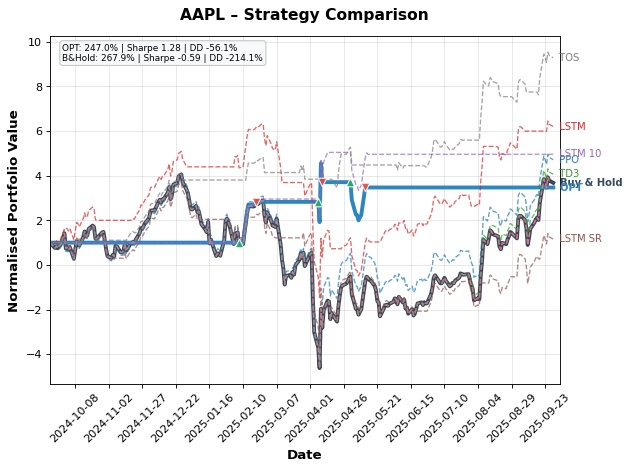 AAPL – Strategy Comparison
OPT: 247.0% | Sharpe 1.28 | DD -56.1%
B&Hold: 267.9% | Sharpe -0.59 | DD -214.1%
Normalised Portfolio Value
10
8
6
4
2
0
−2
−4
TOS
LSTM
LSTM 10
PPO
TD3
Buy & Hold
OPT
LSTM SR
2024-10-08
2024-11-02
2024-11-27
2024-12-22
2025-01-16
2025-02-10
2025-03-07
2025-04-01
2025-04-26
2025-05-21
2025-06-15
2025-07-10
2025-08-04
2025-08-29
2025-09-23
Date